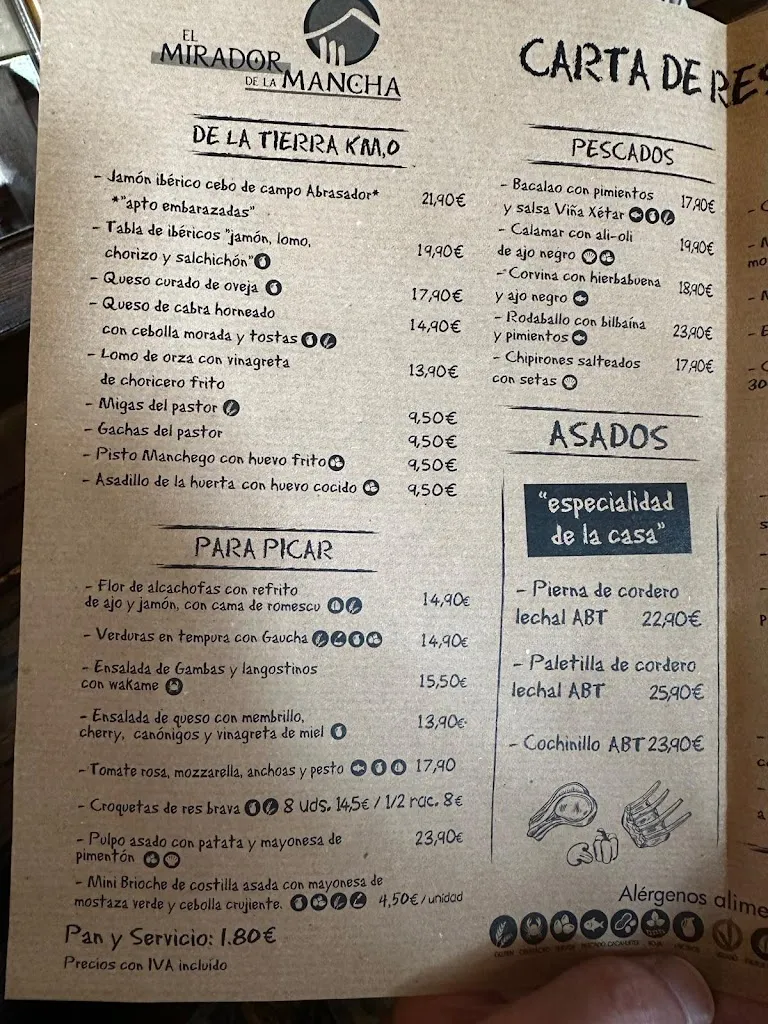 EL
MIRADOR
DE LA MANCHA
DE LA TIERRA KM,0
- Jamón ibérico cebo de campo Abrasador* 21,90€
*"apto embarazadas"
- Tabla de ibéricos "jamón, lomo,
chorizo y salchichón" 19,90€
- Queso curado de oveja 17,90€
- Queso de cabra horneado 14,90€
con cebolla morada y tostas
- Lomo de orza con vinagreta 13,90€
de choricero frito
- Migas del pastor 9,50€
- Gachas del pastor 9,50€
- Pisto Manchego con huevo frito 9,50€
- Asadillo de la huerta con huevo cocido 9,50€
PARA PICAR
- Flor de alcachofas con refrito
de ajo y jamón, con cama de romescu 14,90€
- Verduras en tempura con Gaucha 14,90€
- Ensalada de Gambas y langostinos
con wakame 15,50€
- Ensalada de queso con membrillo, 13,90€
cherry, canónigos y vinagreta de miel
- Tomate rosa, mozzarella, anchoas y pesto 17,90
- Croquetas de res brava 8 uds. 14,5€ / 1/2 rac. 8€
- Pulpo asado con patata y mayonesa de 23,90€
pimentón
- Mini Brioche de costilla asada con mayonesa de
mostaza verde y cebolla crujiente. 4,50€/unidad
Pan y Servicio: 1.80€
Precios con IVA incluído
CARTA DE RES
PESCADOS
- Bacalao con pimientos 17,90€
y salsa Viña Xétar
- Calamar con ali-oli 19,90€
de ajo negro
- Corvina con hierbabuena 18,90€
y ajo negro
- Rodaballo con bilbaína 23,90€
y pimientos
- Chipirones salteados 17,90€
con setas
ASADOS
"especialidad
de la casa"
- Pierna de cordero
lechal ABT 22,90€
- Paletilla de cordero
lechal ABT 25,90€
- Cochinillo ABT 23,90€
Alérgenos alime